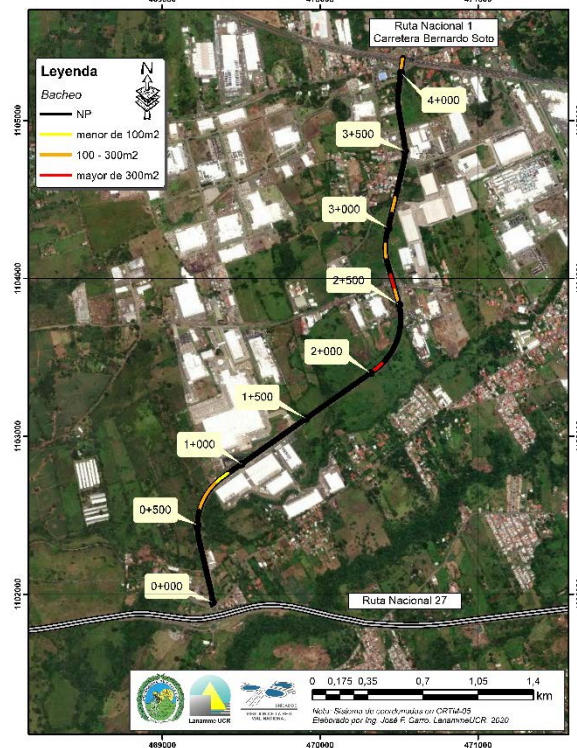 469000 470000 471000
Ruta Nacional 1
Carretera Bernardo Soto
Leyenda
N
Bacheo
NP
menor de 100m2
100 - 300m2
mayor de 300m2
4+000
1105000
3+500
3+000
1104000
2+500
2+000
1+500
1103000
1+000
0+500
0+000
1102000
Ruta Nacional 27
Lanamme UCR
0 0,175 0,35 0,7 1,05 1,4
km
Nota: Sistema de coordenadas en CRTM-05
Elaborado por Ing. José F. Garro. LanammeUCR. 2020
469000 470000 471000